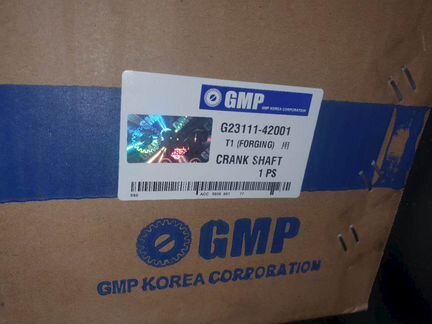 GMP
GMP KOREA CORPORATION
G23111-42001
T1 (FORGING) 用
CRANK SHAFT
1 PS
GMP
GMP KOREA CORPORATION